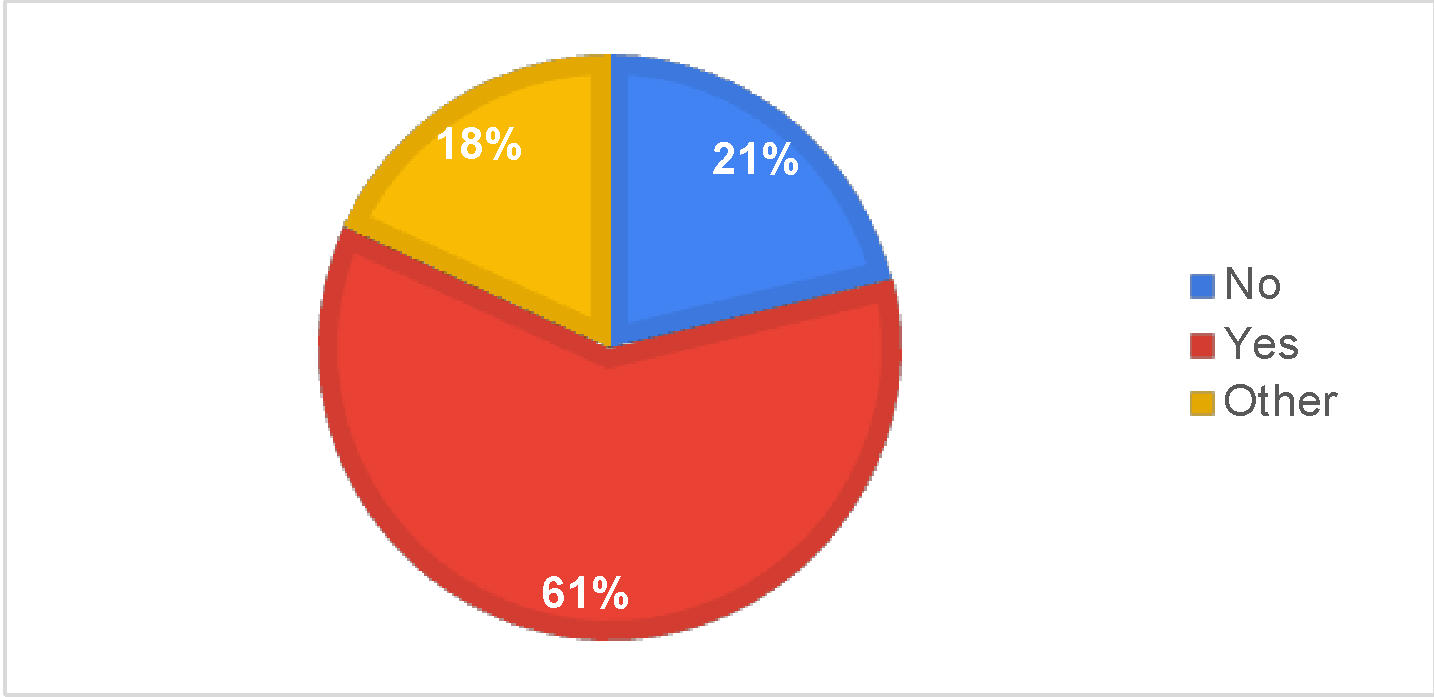 18%
21%
61%
No
Yes
Other